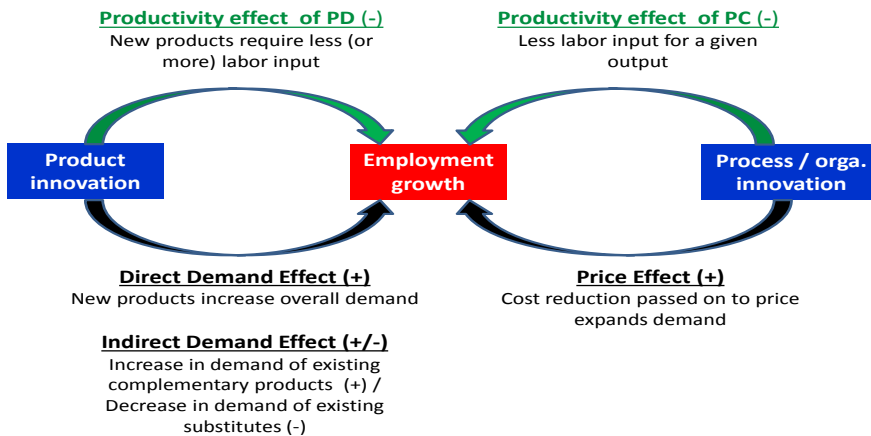 Productivity effect of PD (-)
New products require less (or
more) labor input
Productivity effect of PC (-)
Less labor input for a given
output
Product
innovation
Employment
growth
Process / orga.
innovation
Direct Demand Effect (+)
New products increase overall demand
Indirect Demand Effect (+/-)
Increase in demand of existing
complementary products (+) /
Decrease in demand of existing
substitutes (-)
Price Effect (+)
Cost reduction passed on to price
expands demand